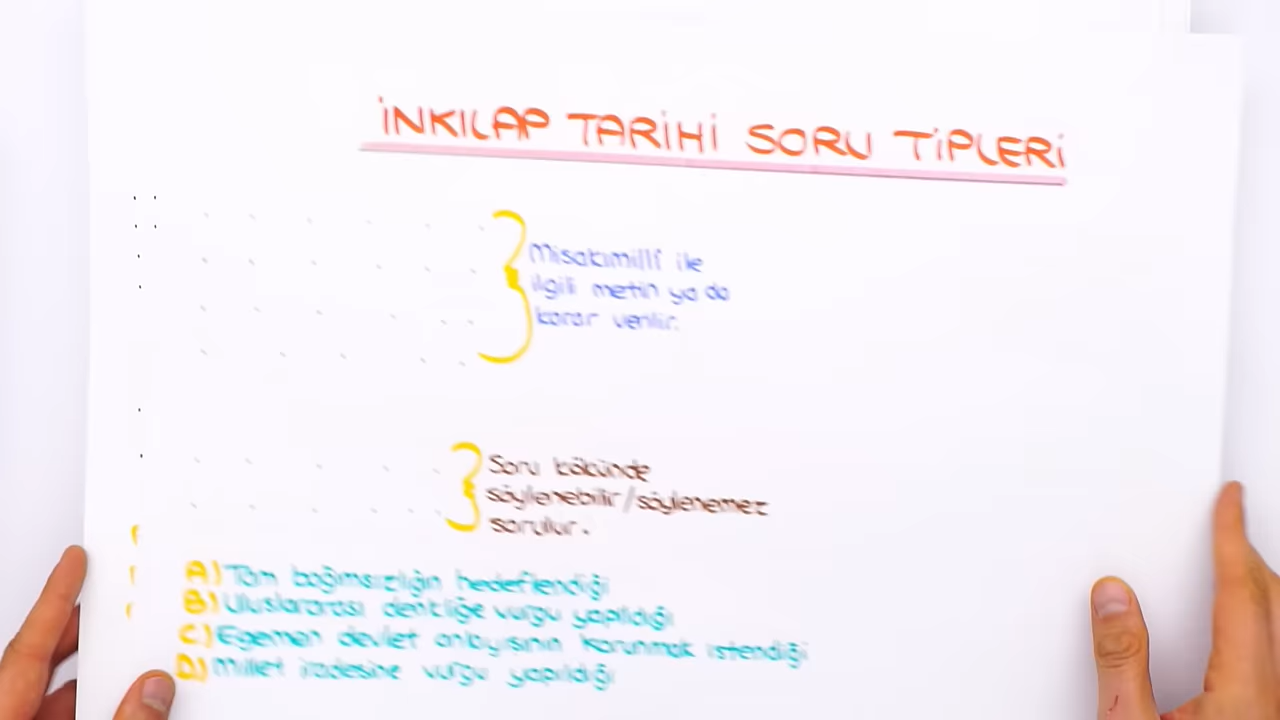 İNKILAP TARİHİ SORU TİPLERİ
Misakımillî ile
ilgili metin ya da
karar verilir.
Soru kökünde
söylenebilir/söylenemez
sorulur.
A) Tam bağımsızlığın hedeflendiği
B) Uluslararası denkliğe vurgu yapıldığı
C) Egemen devlet anlayışının korunmak istendiği
D) Millet iradesine vurgu yapıldığı